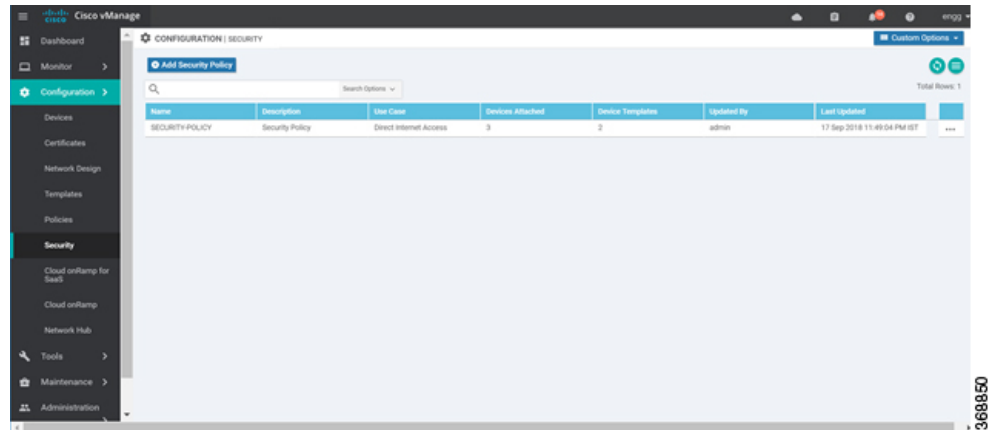 CISCO Cisco vManage engg
Dashboard
Monitor
Configuration
Devices
Certificates
Network Design
Templates
Policies
Security
Cloud onRamp for
SaaS
Cloud onRamp
Network Hub
Tools
Maintenance
Administration
CONFIGURATION | SECURITY Custom Options
Add Security Policy
Search Options Total Rows: 1
Name Description Use Case Devices Attached Device Templates Updated By Last Updated
SECURITY-POLICY Security Policy Direct Internet Access 3 2 admin 17 Sep 2018 11:49:04 PM IST ...
368850